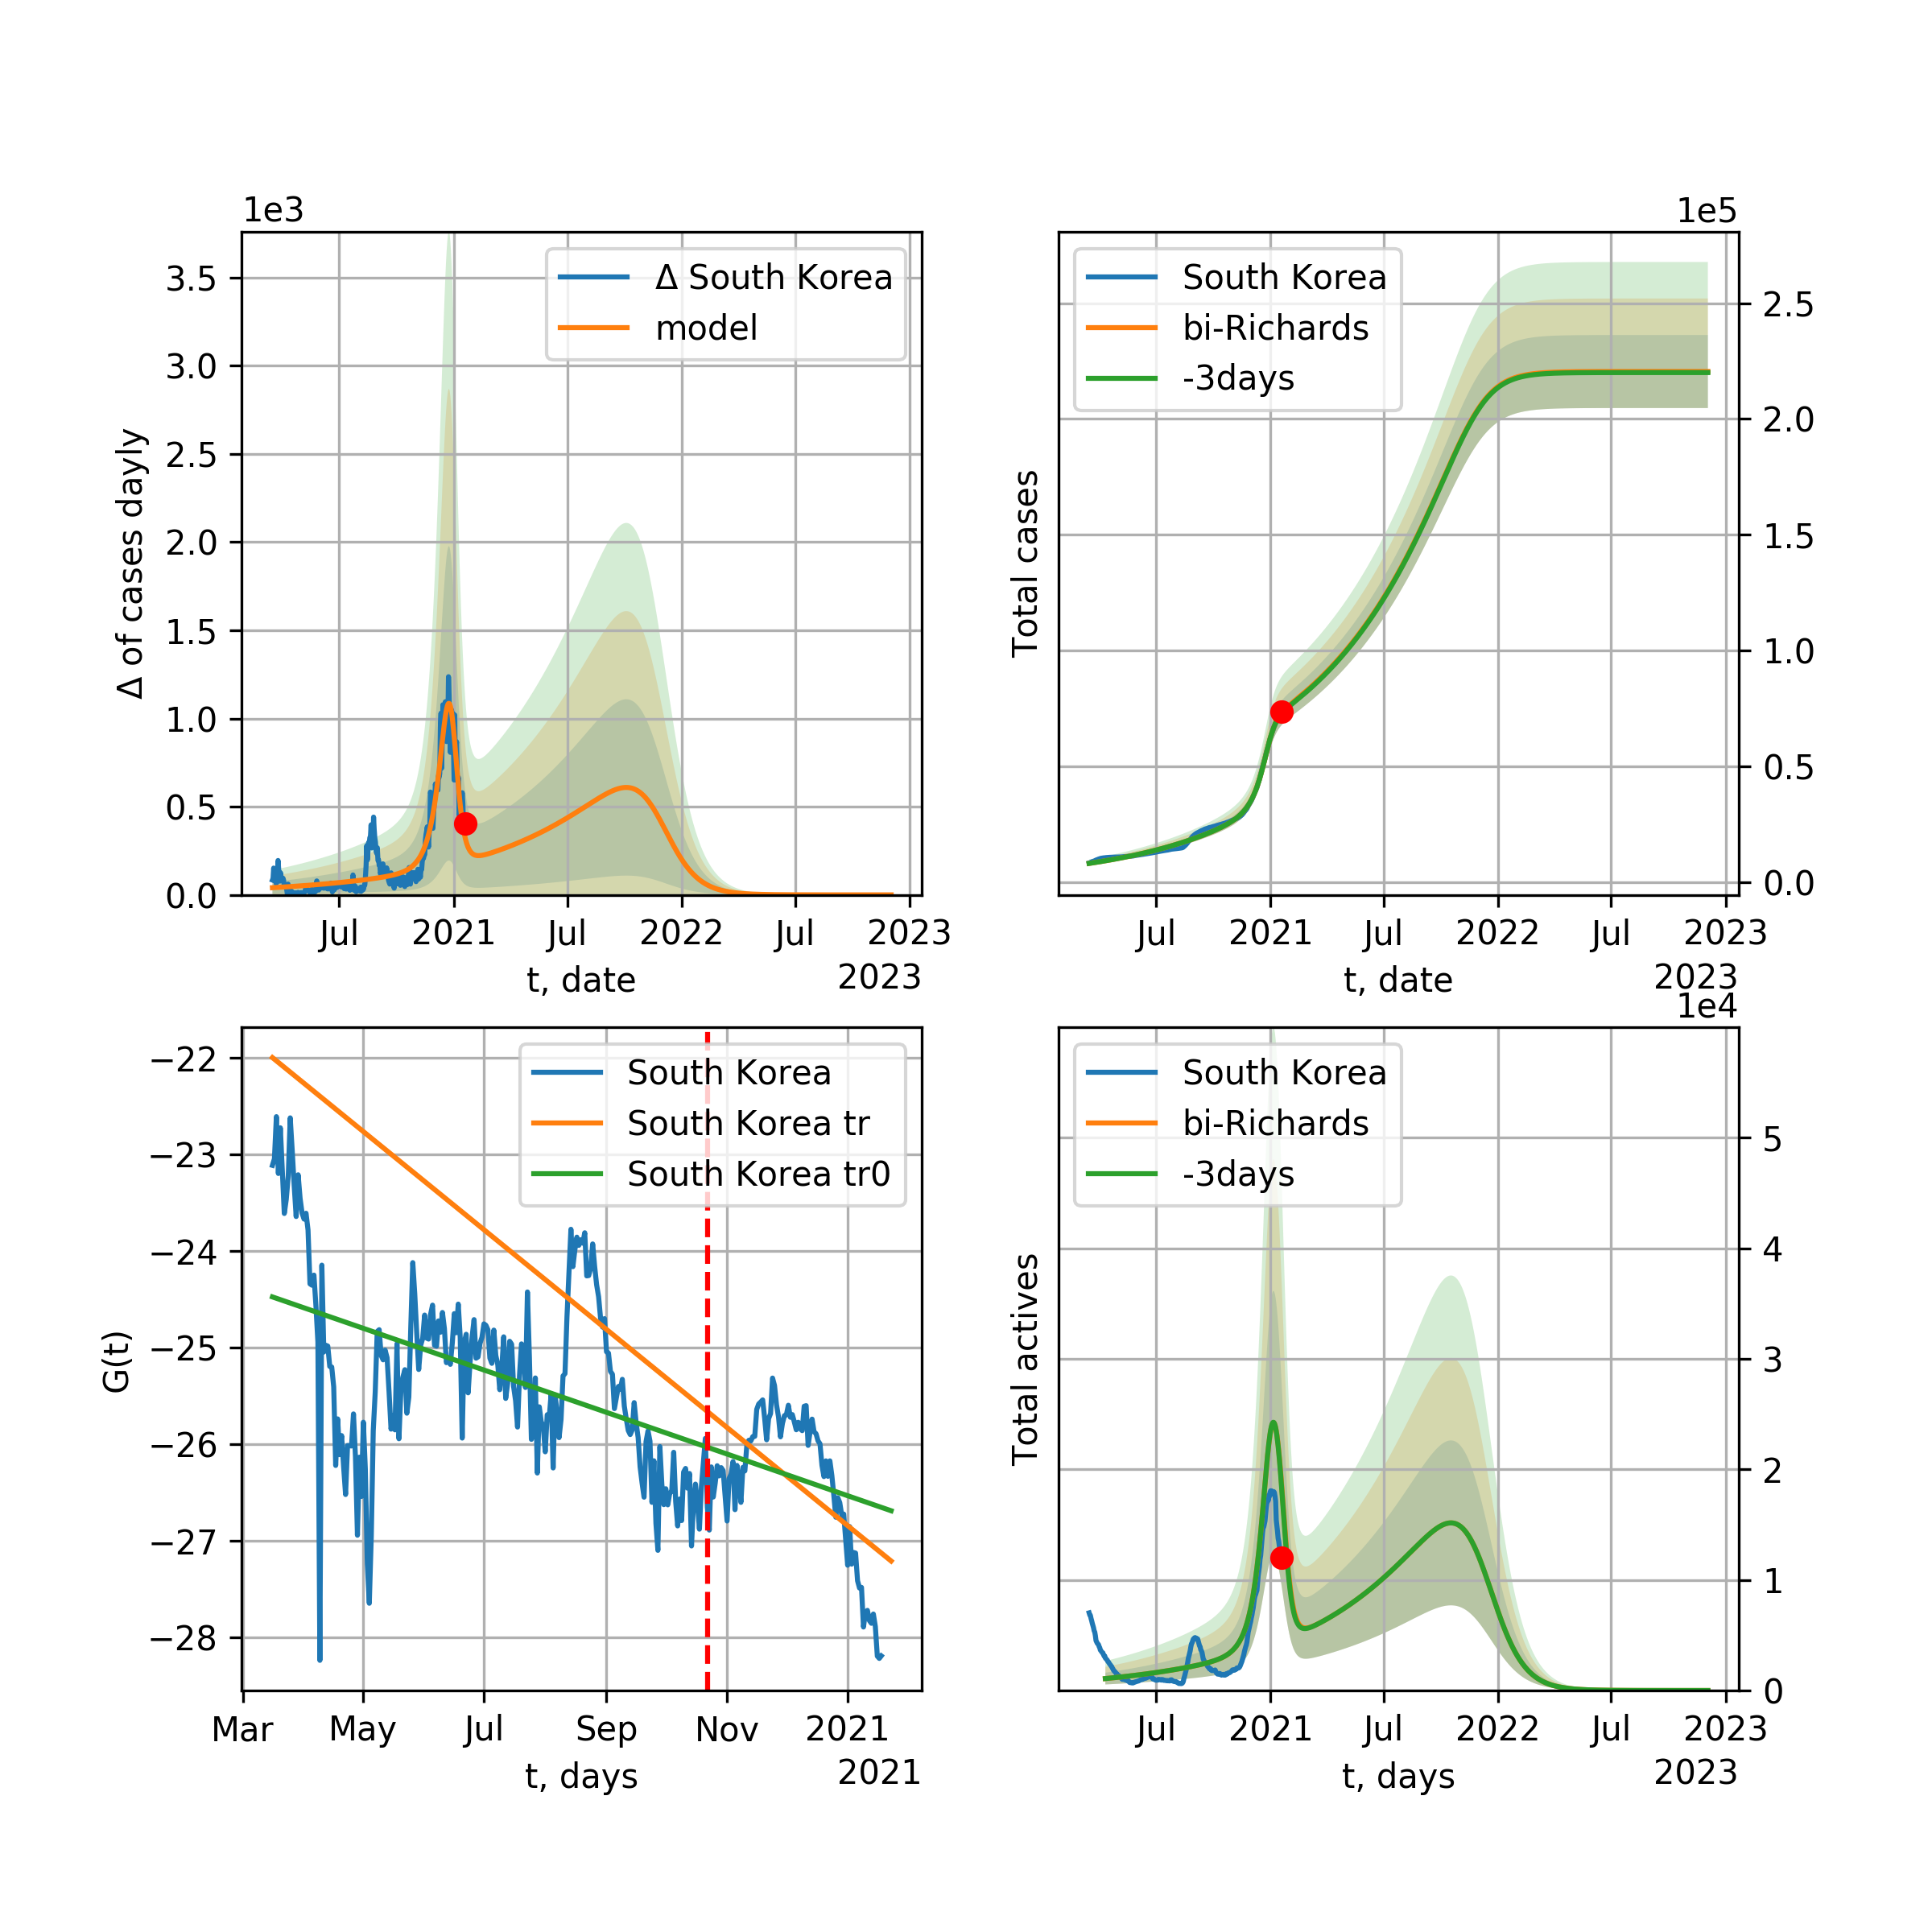 1e3
3.5
3.0
2.5
2.0
1.5
1.0
0.5
0.0
Δ of cases dayly
Δ South Korea
model
Jul 2021 Jul 2022 Jul 2023
t, date
2023
1e5
South Korea
bi-Richards
-3days
Total cases
2.5
2.0
1.5
1.0
0.5
0.0
Jul 2021 Jul 2022 Jul 2023
t, date
2023
−22
−23
−24
−25
−26
−27
−28
G(t)
South Korea
South Korea tr
South Korea tr0
Mar May Jul Sep Nov 2021
t, days
2021
1e4
South Korea
bi-Richards
-3days
Total actives
5
4
3
2
1
0
Jul 2021 Jul 2022 Jul 2023
t, days
2023